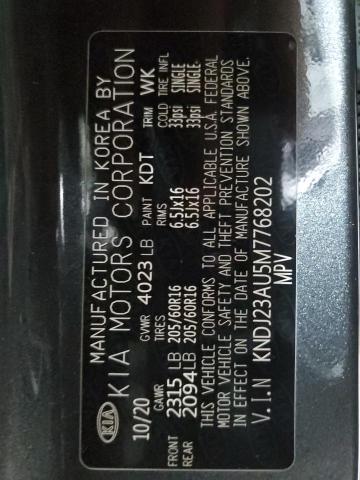 MANUFACTURED IN KOREA BY
KIA KIA MOTORS CORPORATION
10/20 GVWR 4023 LB PAINT KDT TRIM WK
GAWR TIRES RIMS COLD TIRE INFL
FRONT 2315 LB 205/60R16 6.5Jx16 33psi SINGLE
REAR 2094 LB 205/60R16 6.5Jx16 33psi SINGLE
THIS VEHICLE CONFORMS TO ALL APPLICABLE U.S.A. FEDERAL
MOTOR VEHICLE SAFETY AND THEFT PREVENTION STANDARDS
IN EFFECT ON THE DATE OF MANUFACTURE SHOWN ABOVE.
V.I.N KNDJ23AU5M7768202
MPV